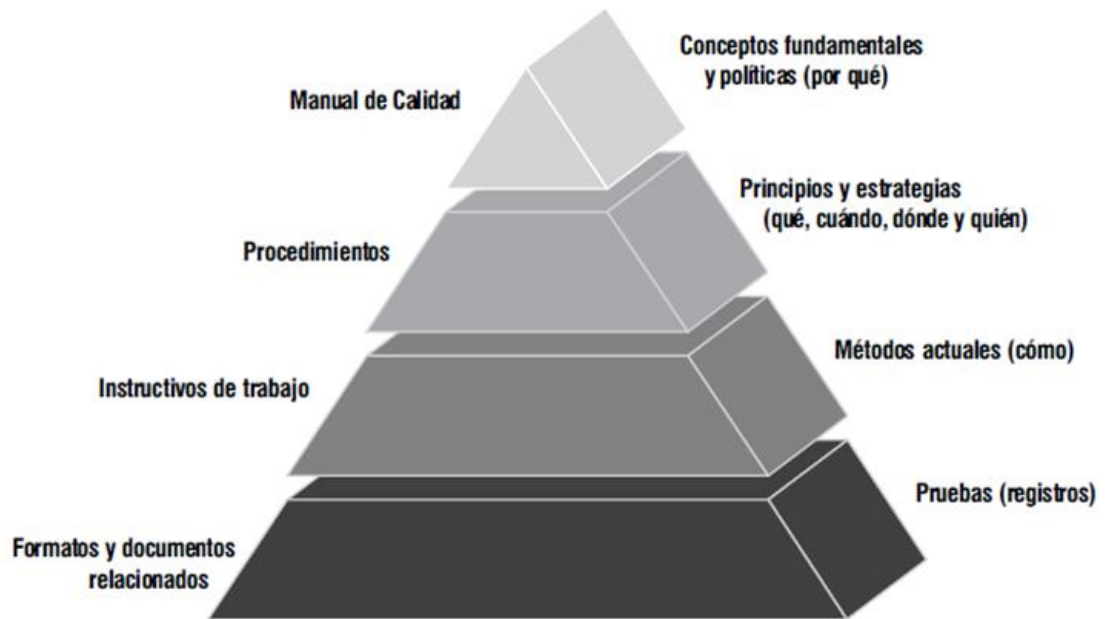 Conceptos fundamentales
y políticas (por qué)
Manual de Calidad
Principios y estrategias
(qué, cuándo, dónde y quién)
Procedimientos
Métodos actuales (cómo)
Instructivos de trabajo
Pruebas (registros)
Formatos y documentos
relacionados